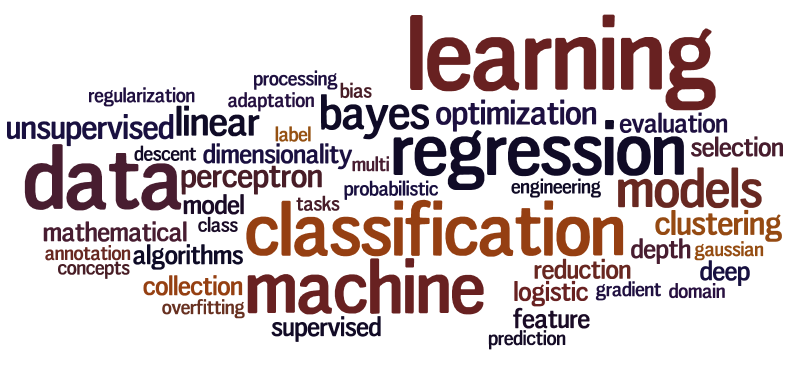 learning
processing
bias
regularization
adaptation
bayes
optimization
unsupervised
linear
label
evaluation
descent
dimensionality
multi
regression
selection
data
perceptron
probabilistic
engineering
models
model
tasks
mathematical
class
classification
clustering
annotation
algorithms
depth
gaussian
concepts
collection
machine
reduction
deep
overfitting
logistic
gradient
domain
supervised
feature
prediction